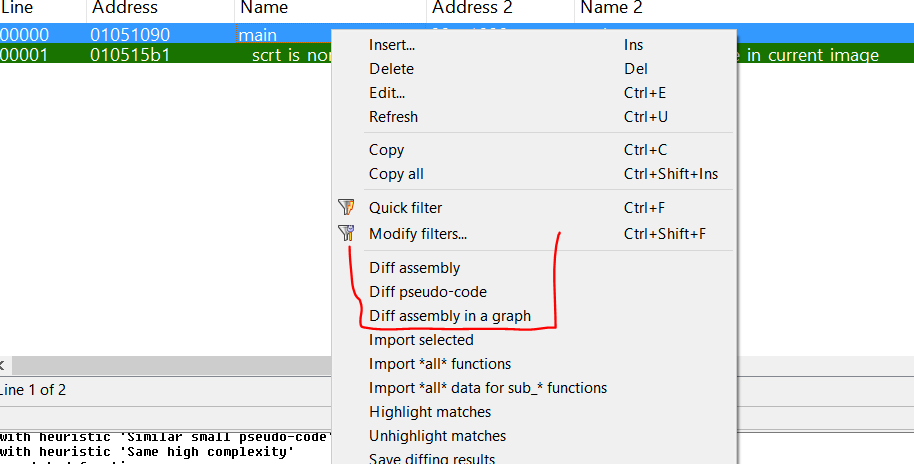 Line Address Name Address 2 Name 2
00000 01051090 main
00001 010515b1 scrt is no e in current image
Insert... Ins
Delete Del
Edit... Ctrl+E
Refresh Ctrl+U
Copy Ctrl+C
Copy all Ctrl+Shift+Ins
Quick filter Ctrl+F
Modify filters... Ctrl+Shift+F
Diff assembly
Diff pseudo-code
Diff assembly in a graph
Import selected
Import *all* functions
Import *all* data for sub_* functions
Highlight matches
Unhighlight matches
Save diffing results
Line 1 of 2
with heuristic 'Similar small pseudo-code'
with heuristic 'Same high complexity'